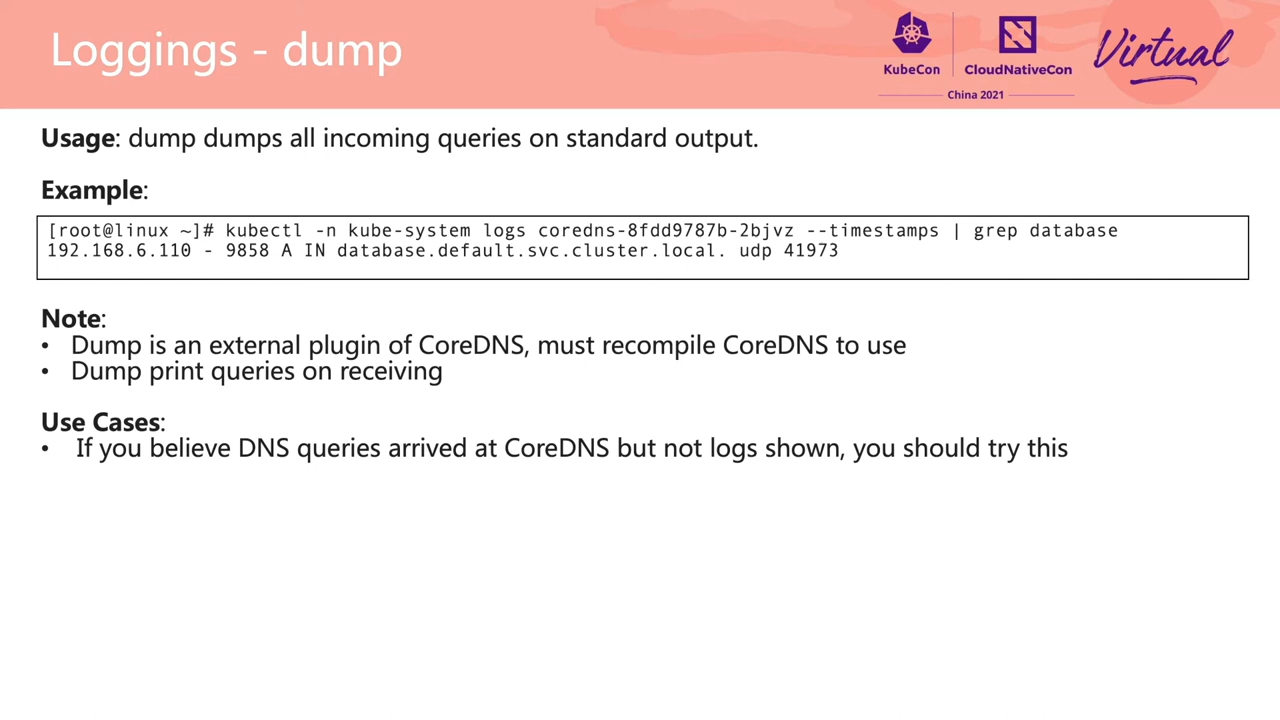 Loggings - dump
KubeCon
CloudNativeCon
China 2021
Virtual
Usage: dump dumps all incoming queries on standard output.
Example:
[root@linux ~]# kubectl -n kube-system logs coredns-8fdd9787b-2bjvz --timestamps | grep database
192.168.6.110 - 9858 A IN database.default.svc.cluster.local. udp 41973
Note:
• Dump is an external plugin of CoreDNS, must recompile CoreDNS to use
• Dump print queries on receiving
Use Cases:
• If you believe DNS queries arrived at CoreDNS but not logs shown, you should try this